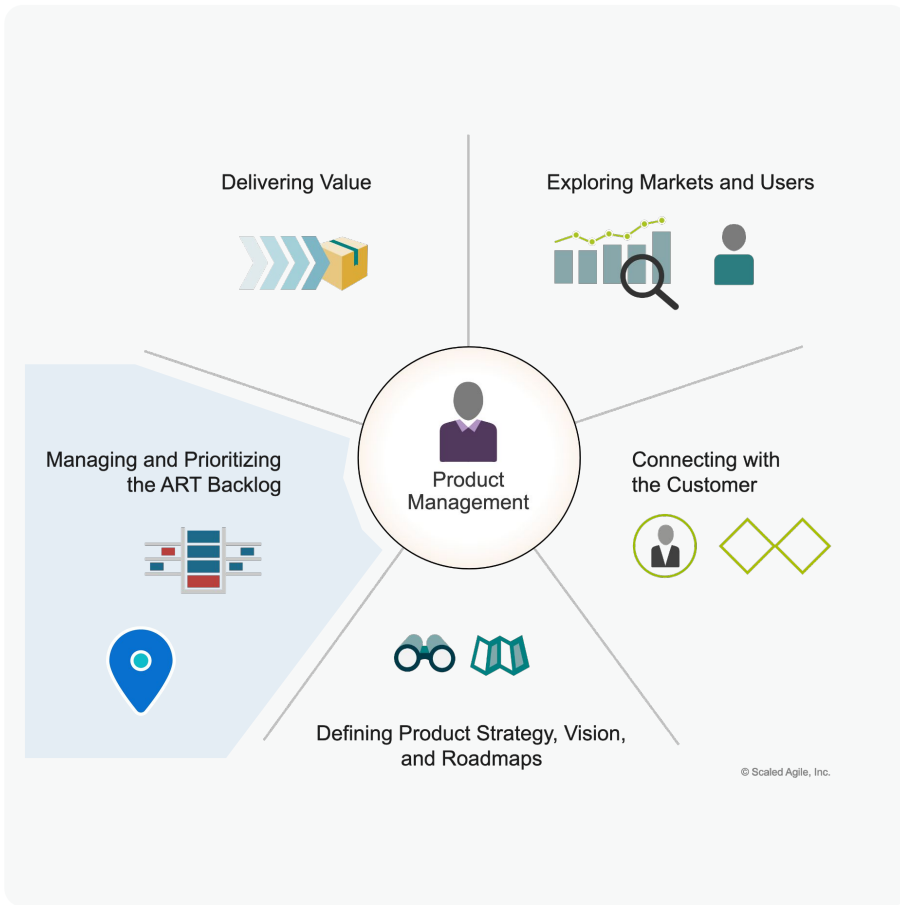 Delivering Value
Exploring Markets and Users
Managing and Prioritizing
the ART Backlog
Product
Management
Connecting with
the Customer
Defining Product Strategy, Vision,
and Roadmaps
© Scaled Agile, Inc.